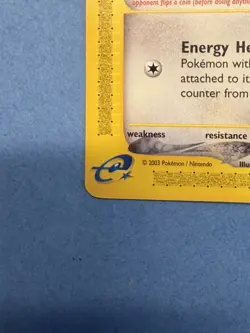 opponent flips a coin (before doing anything
Energy He
Pokémon with
attached to it
counter from
weakness
resistance
© 2003 Pokémon / Nintendo
Illus